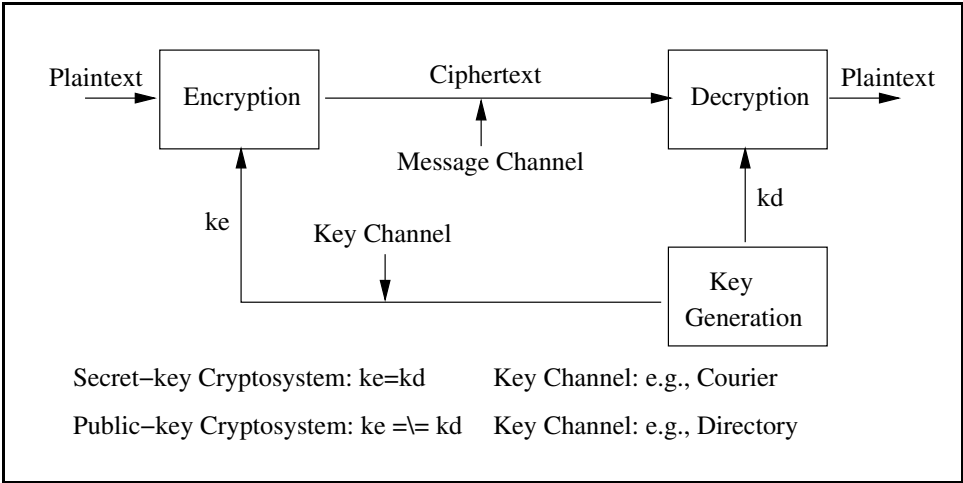 Plaintext
Encryption
Ciphertext
Decryption
Plaintext
Message Channel
ke
Key Channel
kd
Key
Generation
Secret−key Cryptosystem: ke=kd
Key Channel: e.g., Courier
Public−key Cryptosystem: ke =\= kd
Key Channel: e.g., Directory